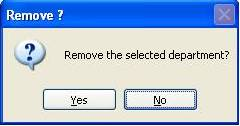 Remove ?
Remove the selected department?
Yes
No